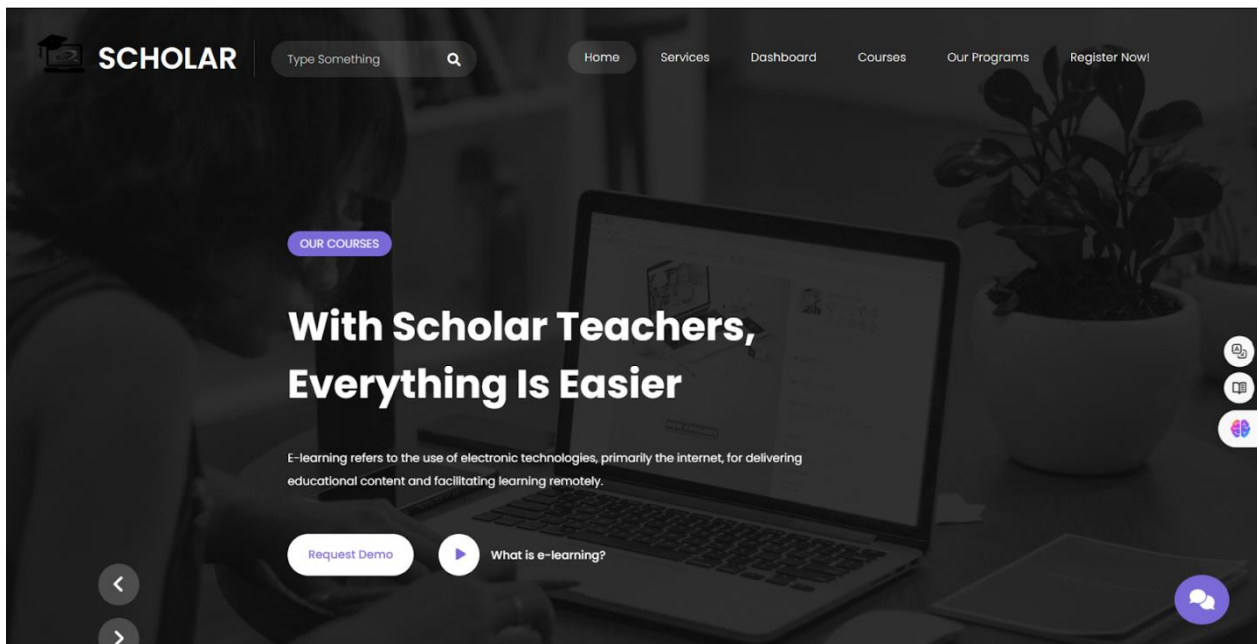 SCHOLAR
Type Something
Home
Services
Dashboard
Courses
Our Programs
Register Now!
OUR COURSES
With Scholar Teachers,
Everything Is Easier
E-learning refers to the use of electronic technologies, primarily the internet, for delivering
educational content and facilitating learning remotely.
Request Demo
What is e-learning?